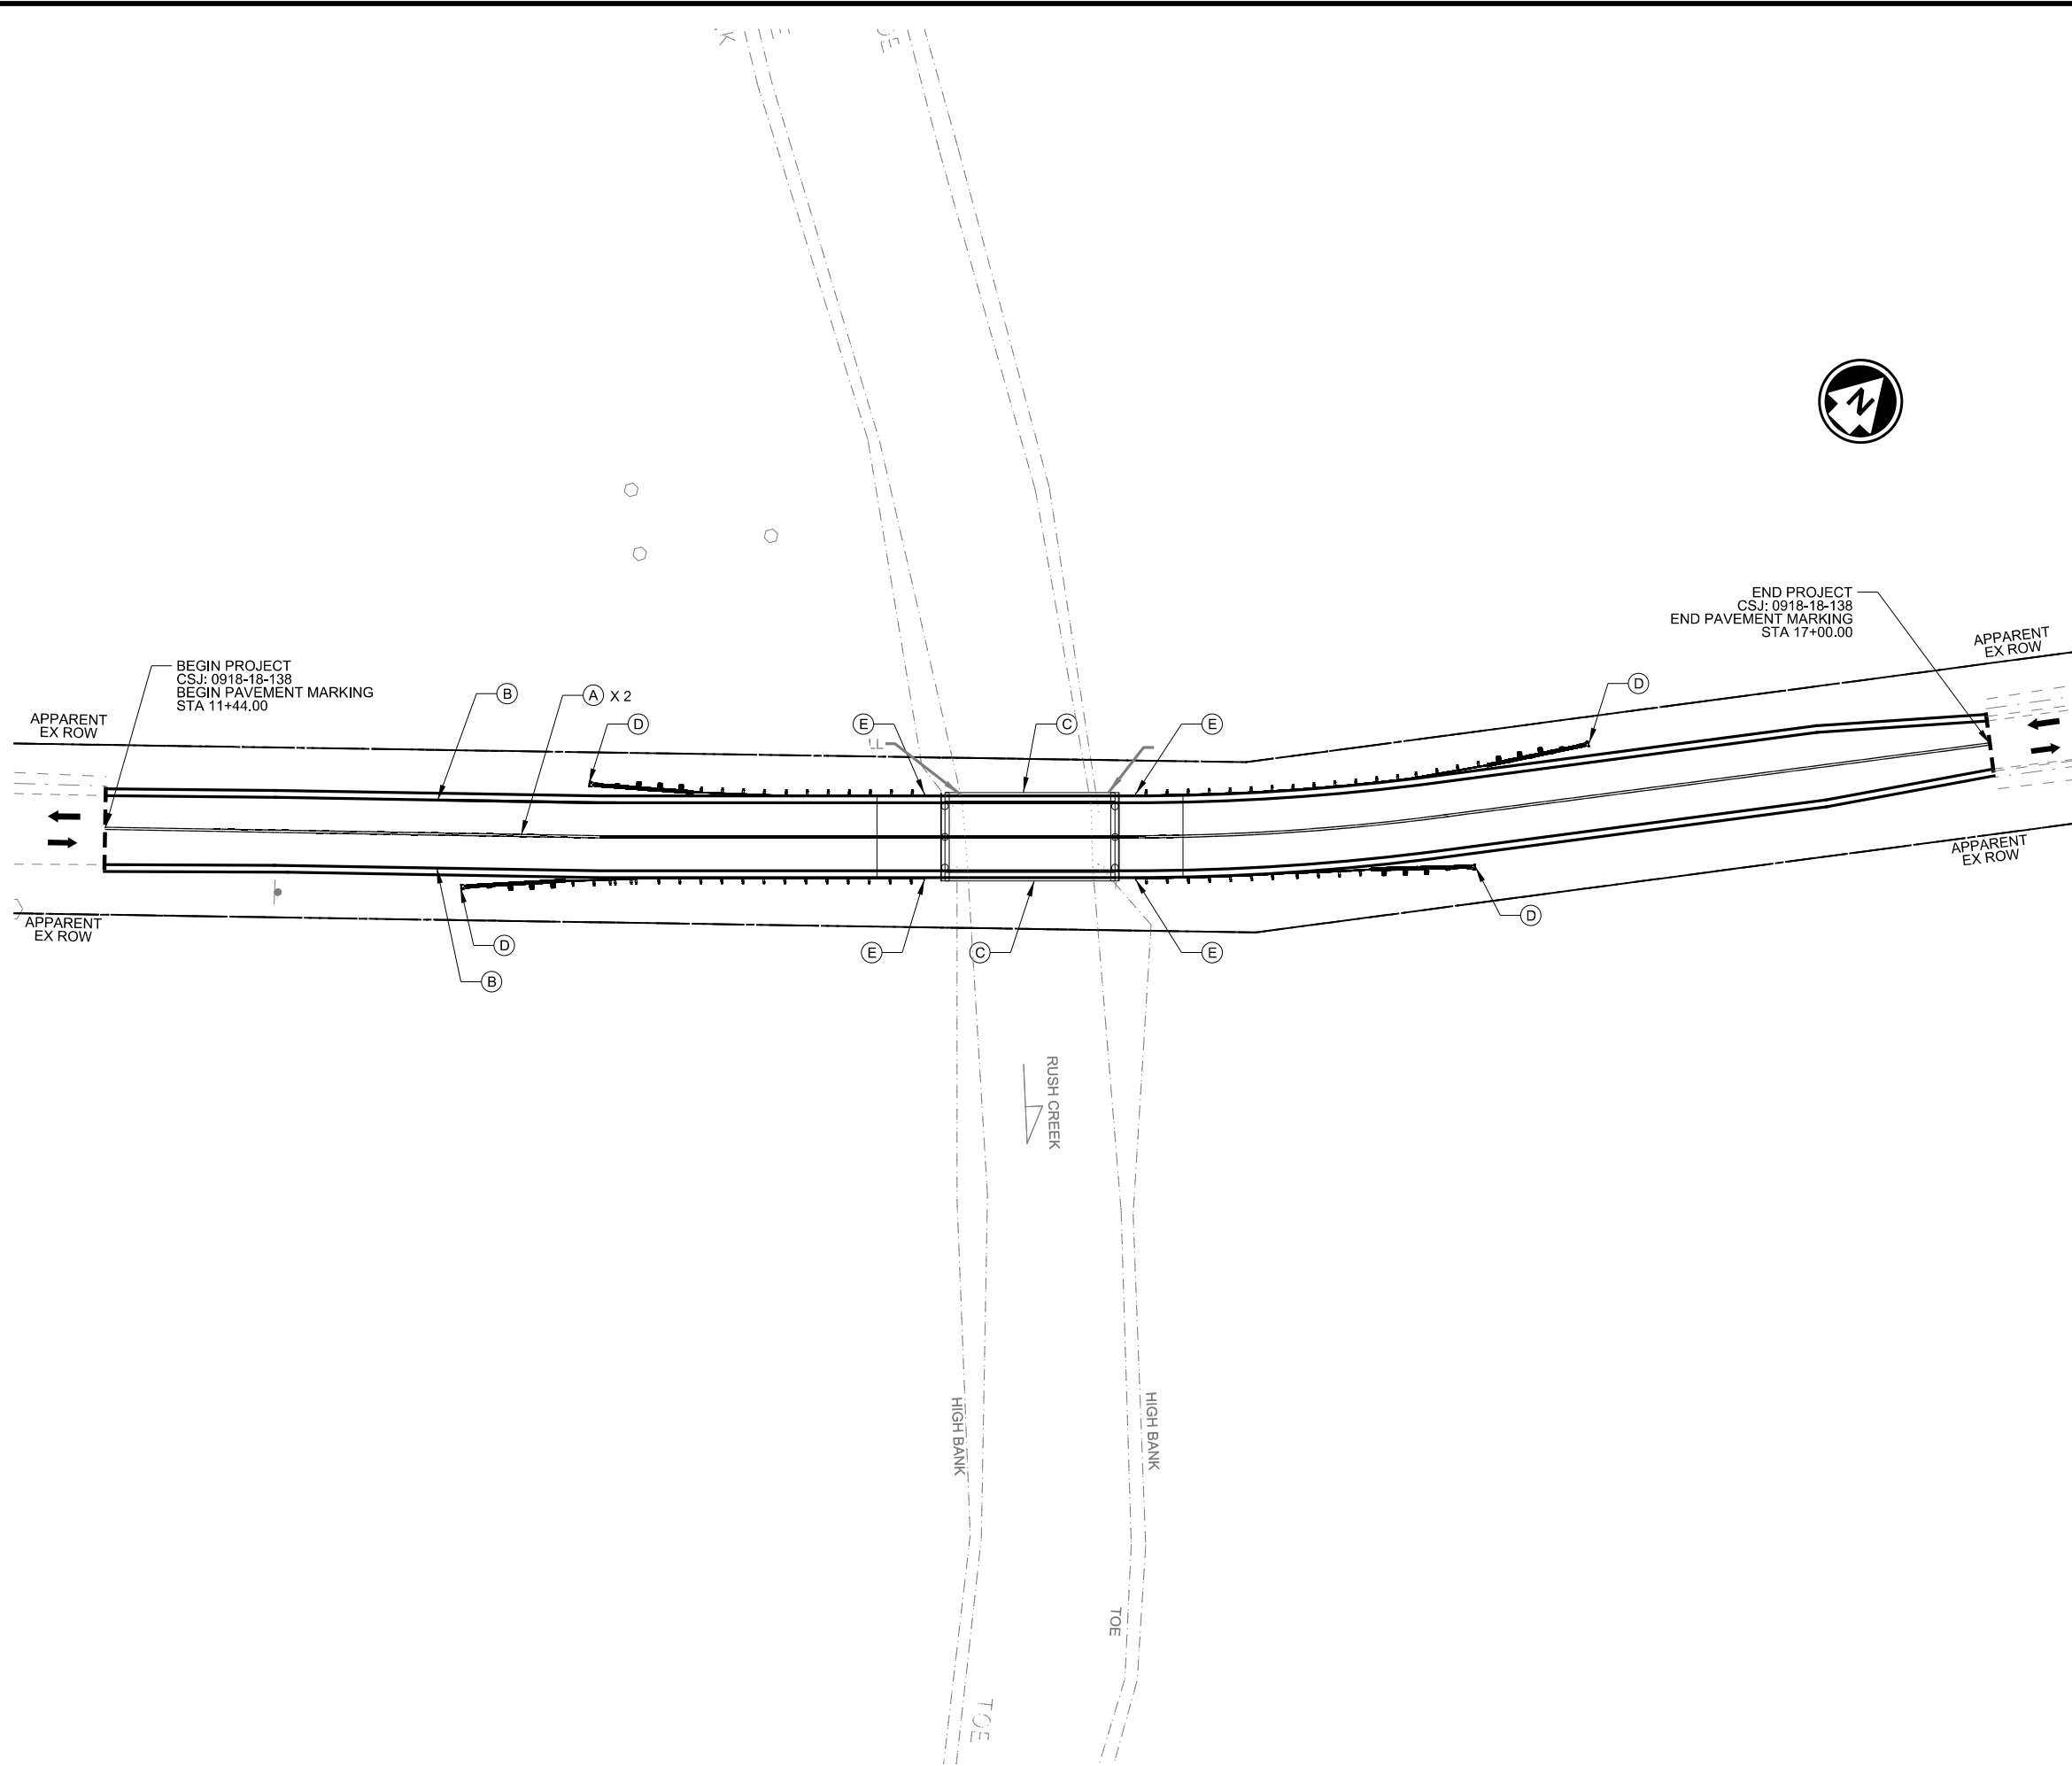 N
END PROJECT
CSJ: 0918-18-138
END PAVEMENT MARKING
STA 17+00.00
APPARENT
EX ROW
BEGIN PROJECT
CSJ: 0918-18-138
BEGIN PAVEMENT MARKING
STA 11+44.00
B
A X 2
D
E
C
E
D
APPARENT
EX ROW
APPARENT
EX ROW
APPARENT
EX ROW
D
B
E
C
E
D
RUSH CREEK
HIGH BANK
HIGH BANK
TOE
TOE